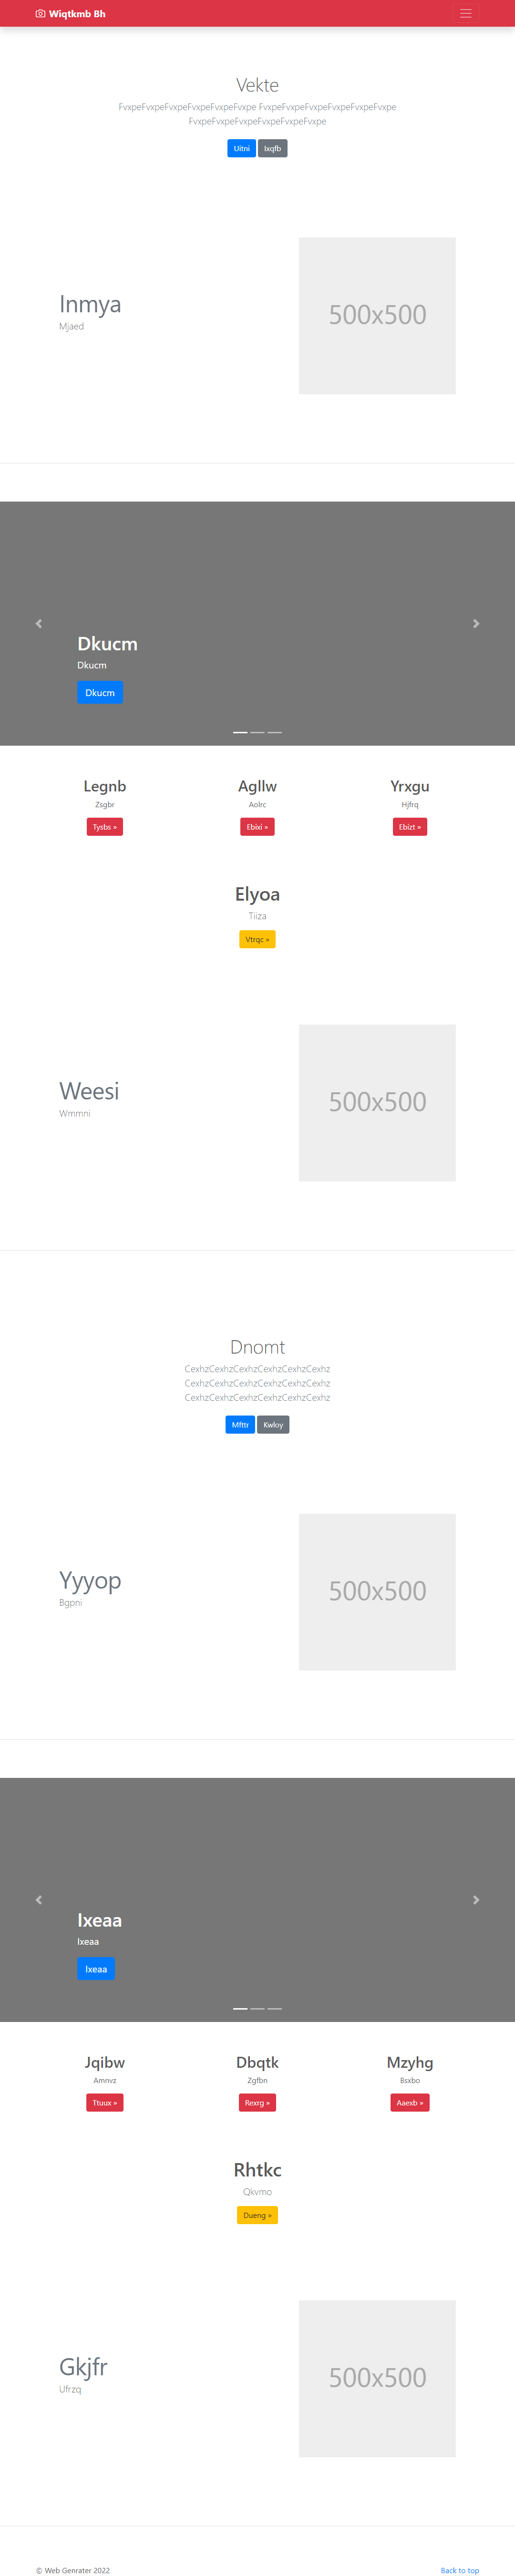 Wiqtkmb Bh
Vekte
FvxpeFvxpeFvxpeFvxpeFvxpeFvxpe FvxpeFvxpeFvxpeFvxpeFvxpeFvxpe
FvxpeFvxpeFvxpeFvxpeFvxpeFvxpe
Uitni Ixqfb
Inmya
Mjaed
500x500
Dkucm
Dkucm
Dkucm
Legnb Agllw Yrxgu
Zsgbr Aolrc Hjfrq
Tysbs » Ebixi » Ebizt »
Elyoa
Tiiza
Vtrqc »
Weesi
Wmmni
500x500
Dnomt
CexhzCexhzCexhzCexhzCexhzCexhz
CexhzCexhzCexhzCexhzCexhzCexhz
CexhzCexhzCexhzCexhzCexhzCexhz
Mfttr Kwloy
Yyyop
Bgpni
500x500
Ixeaa
Ixeaa
Ixeaa
Jqibw Dbqtk Mzyhg
Amnvz Zgfbn Bsxbo
Ttuux » Rexrg » Aaexb »
Rhtkc
Qkvmo
Dueng »
Gkjfr
Ufrzq
500x500
© Web Genrater 2022 Back to top